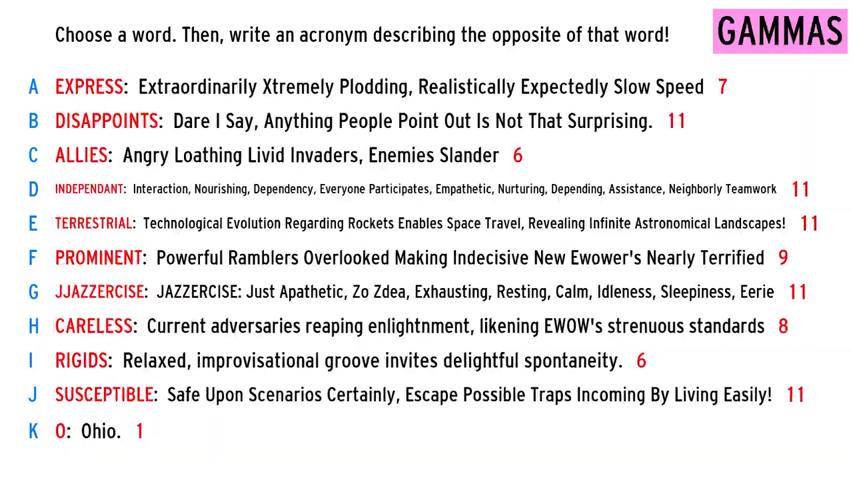 Choose a word. Then, write an acronym describing the opposite of that word!
GAMMAS
A EXPRESS: Extraordinarily Xtremely Plodding, Realistically Expectedly Slow Speed 7
B DISAPPOINTS: Dare I Say, Anything People Point Out Is Not That Surprising. 11
C ALLIES: Angry Loathing Livid Invaders, Enemies Slander 6
D INDEPENDANT: Interaction, Nourishing, Dependency, Everyone Participates, Empathetic, Nurturing, Depending, Assistance, Neighborly Teamwork 11
E TERRESTRIAL: Technological Evolution Regarding Rockets Enables Space Travel, Revealing Infinite Astronomical Landscapes! 11
F PROMINENT: Powerful Ramblers Overlooked Making Indecisive New Ewower's Nearly Terrified 9
G JJAZZERCISE: JAZZERCISE: Just Apathetic, Zo Zdea, Exhausting, Resting, Calm, Idleness, Sleepiness, Eerie 11
H CARELESS: Current adversaries reaping enlightnment, likening EWOW's strenuous standards 8
I RIGIDS: Relaxed, improvisational groove invites delightful spontaneity. 6
J SUSCEPTIBLE: Safe Upon Scenarios Certainly, Escape Possible Traps Incoming By Living Easily! 11
K O: Ohio. 1